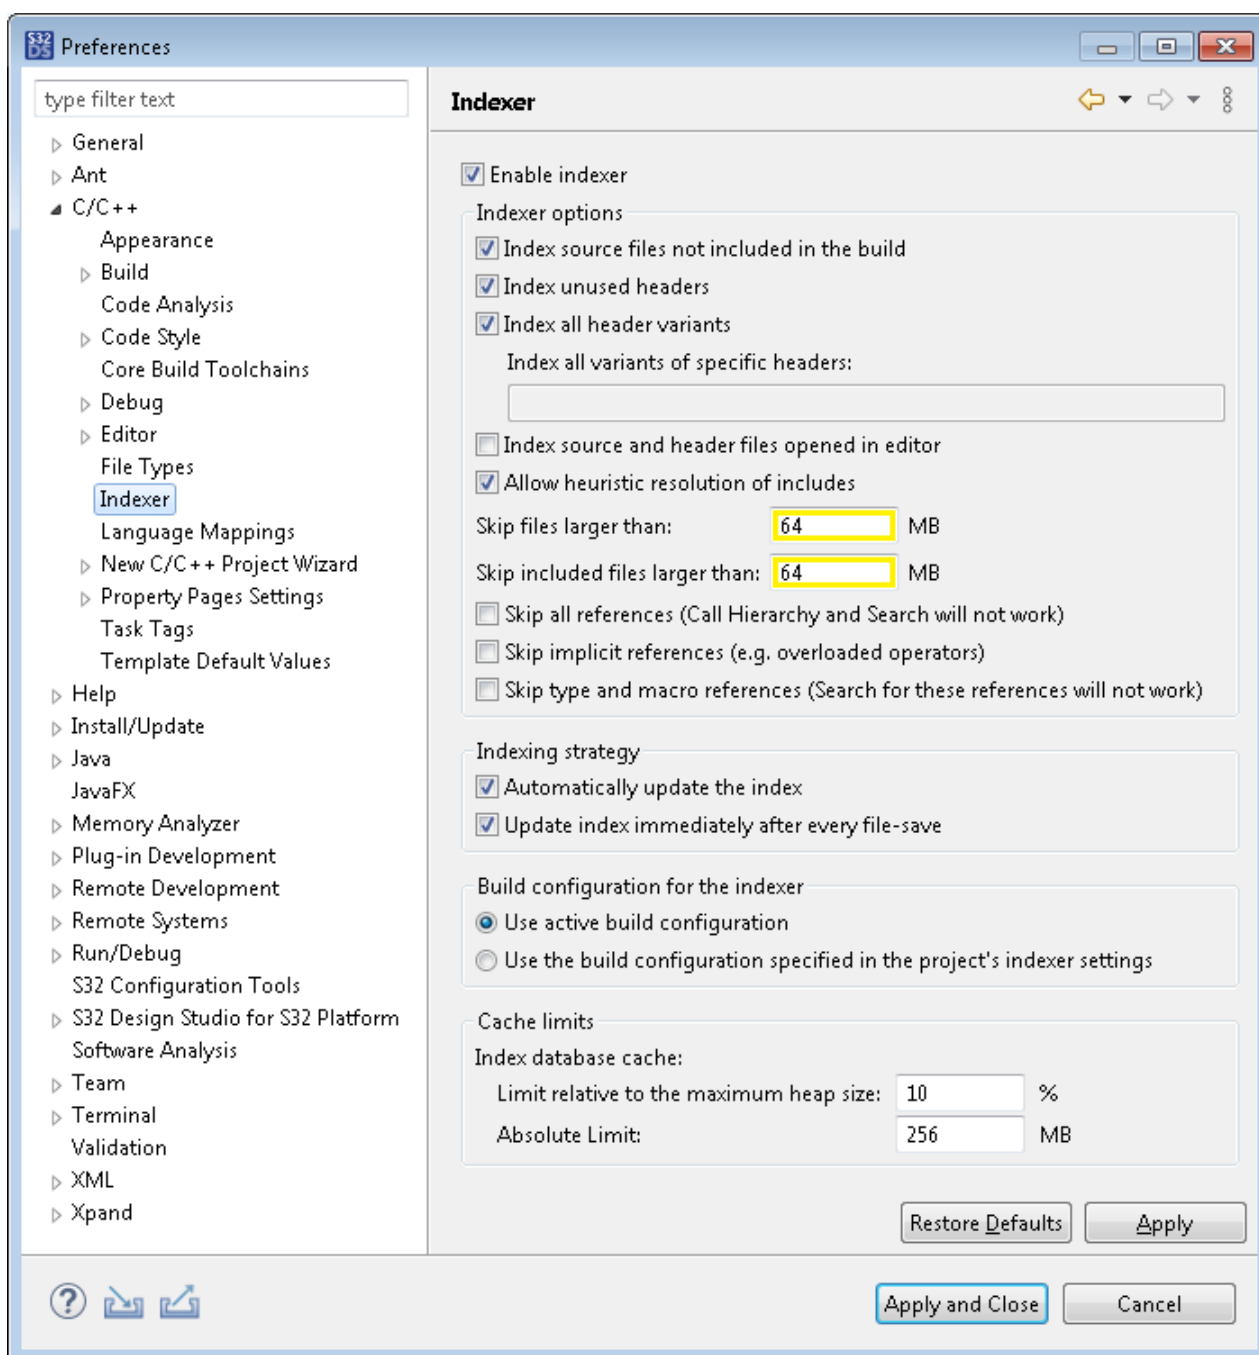 S32
DS
Preferences
type filter text
General
Ant
C/C++
Appearance
Build
Code Analysis
Code Style
Core Build Toolchains
Debug
Editor
File Types
Indexer
Language Mappings
New C/C++ Project Wizard
Property Pages Settings
Task Tags
Template Default Values
Help
Install/Update
Java
JavaFX
Memory Analyzer
Plug-in Development
Remote Development
Remote Systems
Run/Debug
S32 Configuration Tools
S32 Design Studio for S32 Platform
Software Analysis
Team
Terminal
Validation
XML
Xpand
Indexer
Enable indexer
Indexer options
Index source files not included in the build
Index unused headers
Index all header variants
Index all variants of specific headers:
Index source and header files opened in editor
Allow heuristic resolution of includes
Skip files larger than: 64 MB
Skip included files larger than: 64 MB
Skip all references (Call Hierarchy and Search will not work)
Skip implicit references (e.g. overloaded operators)
Skip type and macro references (Search for these references will not work)
Indexing strategy
Automatically update the index
Update index immediately after every file-save
Build configuration for the indexer
Use active build configuration
Use the build configuration specified in the project's indexer settings
Cache limits
Index database cache:
Limit relative to the maximum heap size: 10 %
Absolute Limit: 256 MB
Restore Defaults Apply
? Apply and Close Cancel